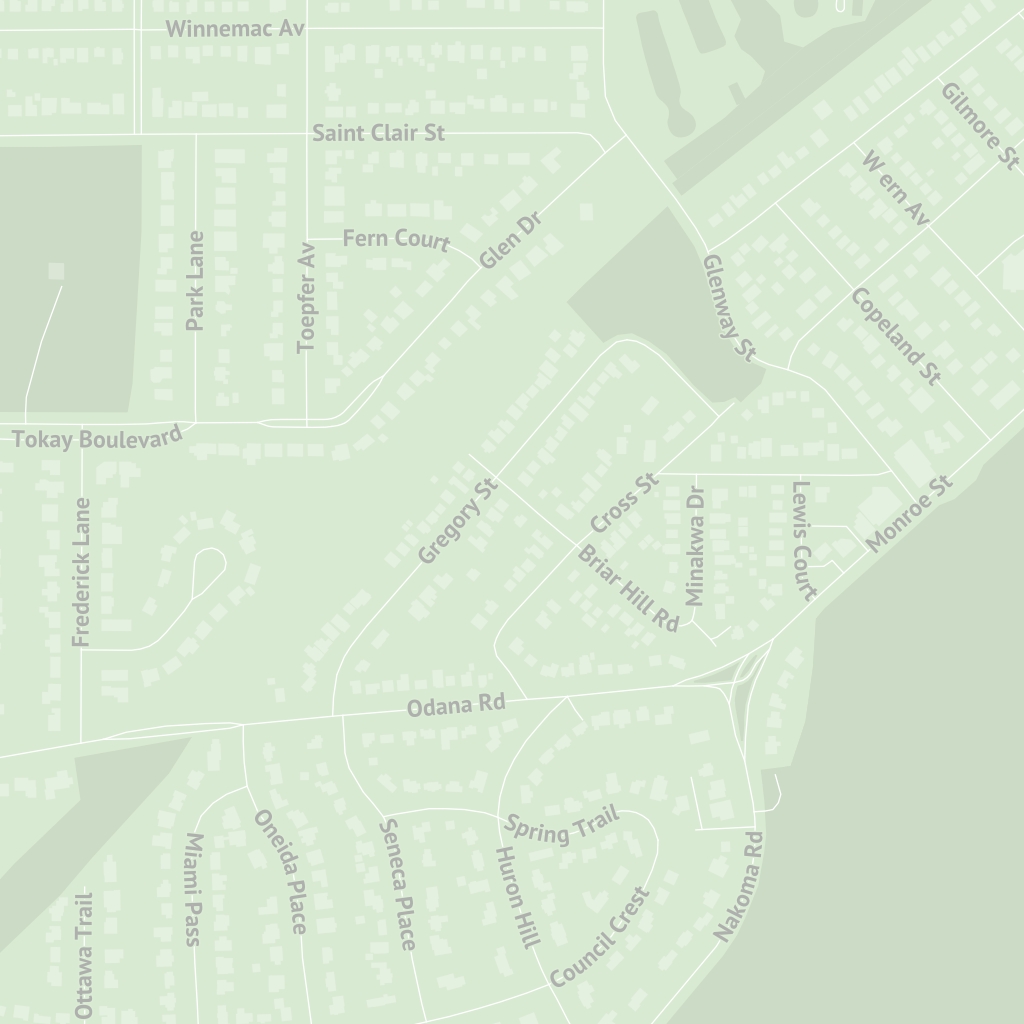 Winnemac Av
Saint Clair St
Gilmore St
Wern Av
Fern Court
Glen Dr
Park Lane
Toepfer Av
Glenway St
Copeland St
Tokay Boulevard
Gregory St
Cross St
Minakwa Dr
Lewis Court
Monroe St
Frederick Lane
Briar Hill Rd
Odana Rd
Spring Trail
Oneida Place
Miami Pass
Seneca Place
Huron Hill
Nakoma Rd
Council Crest
Ottawa Trail